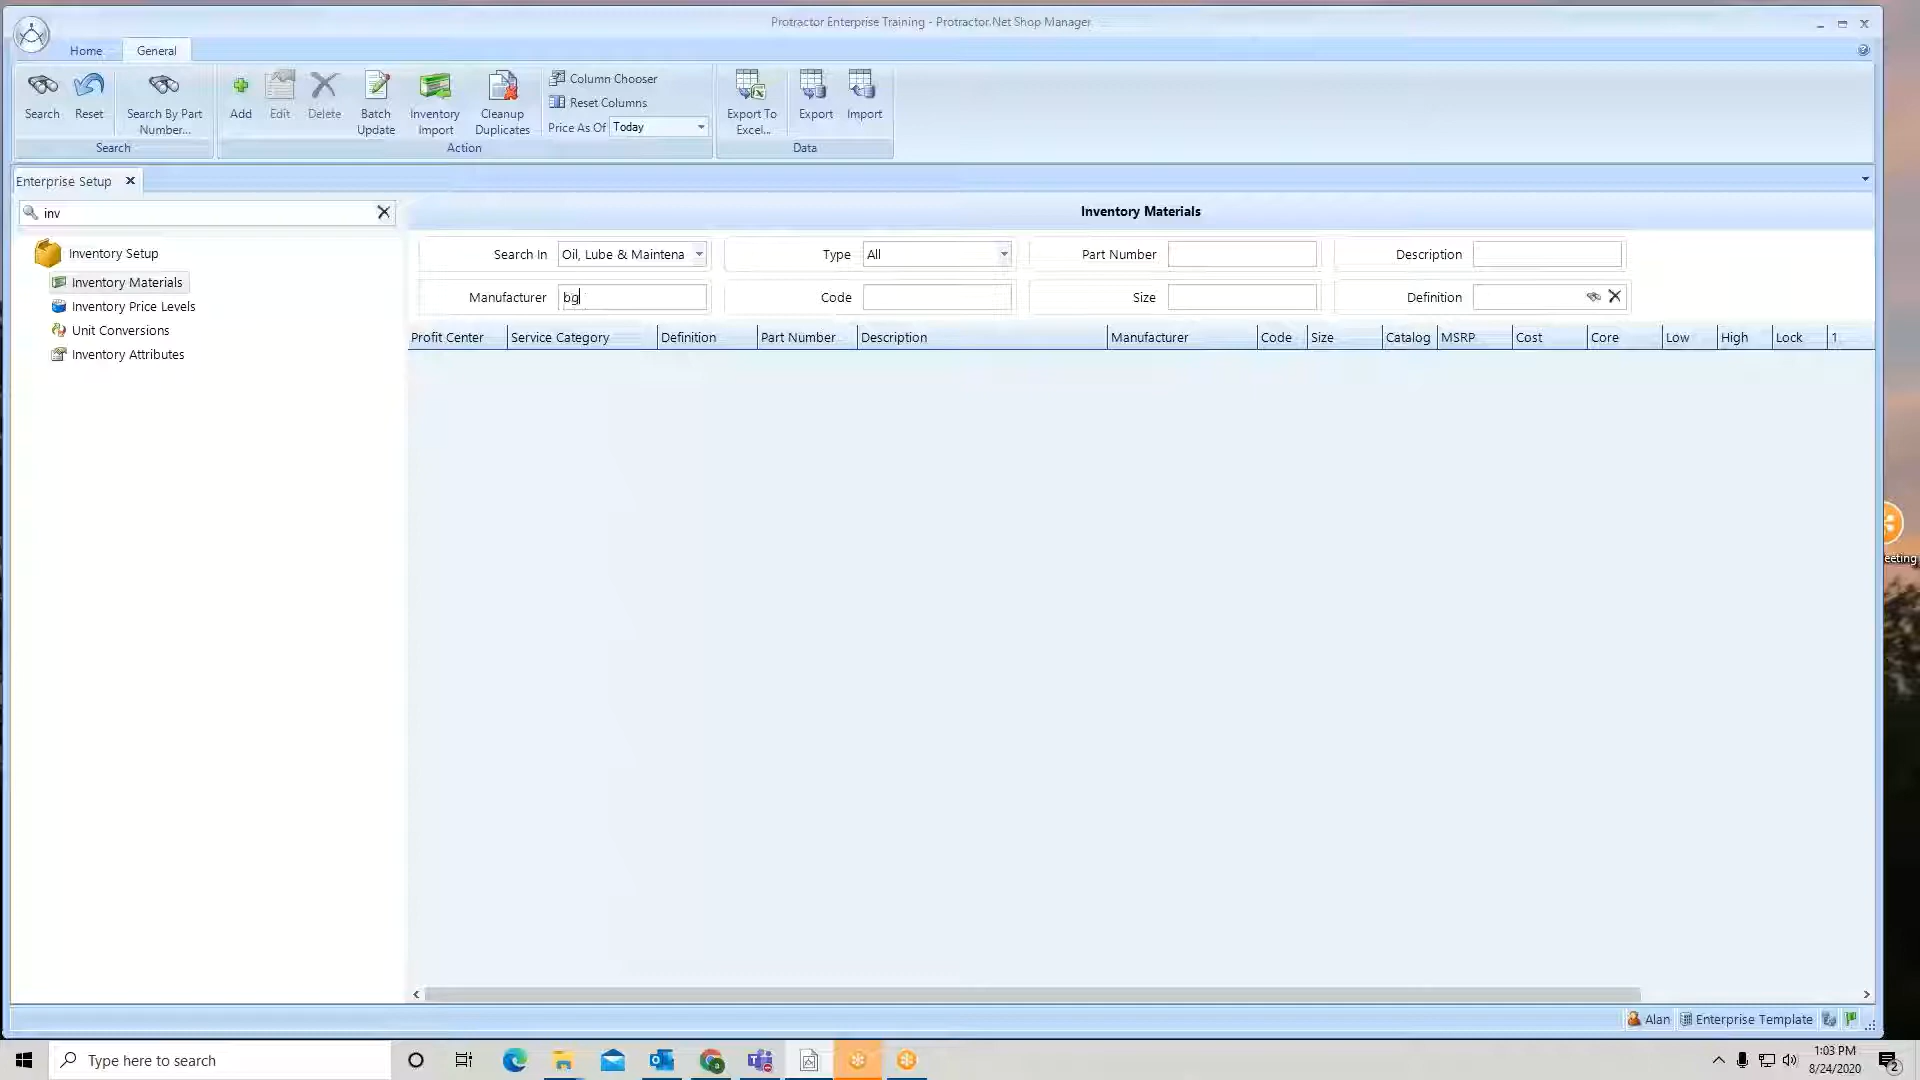 Protractor Enterprise Training - Protractor.Net Shop Manager
Home
General
Search
Reset
Search By Part Number...
Search
Add
Edit
Delete
Batch Update
Inventory Import
Cleanup Duplicates
Column Chooser
Reset Columns
Price As Of Today
Action
Export To Excel...
Export
Import
Data
Enterprise Setup
inv
Inventory Setup
Inventory Materials
Inventory Price Levels
Unit Conversions
Inventory Attributes
Inventory Materials
Search In Oil, Lube & Maintena Type All Part Number Description
Manufacturer bg Code Size Definition
Profit Center Service Category Definition Part Number Description Manufacturer Code Size Catalog MSRP Cost Core Low High Lock 1
eeting
Alan Enterprise Template
Type here to search
1:03 PM
8/24/2020
2